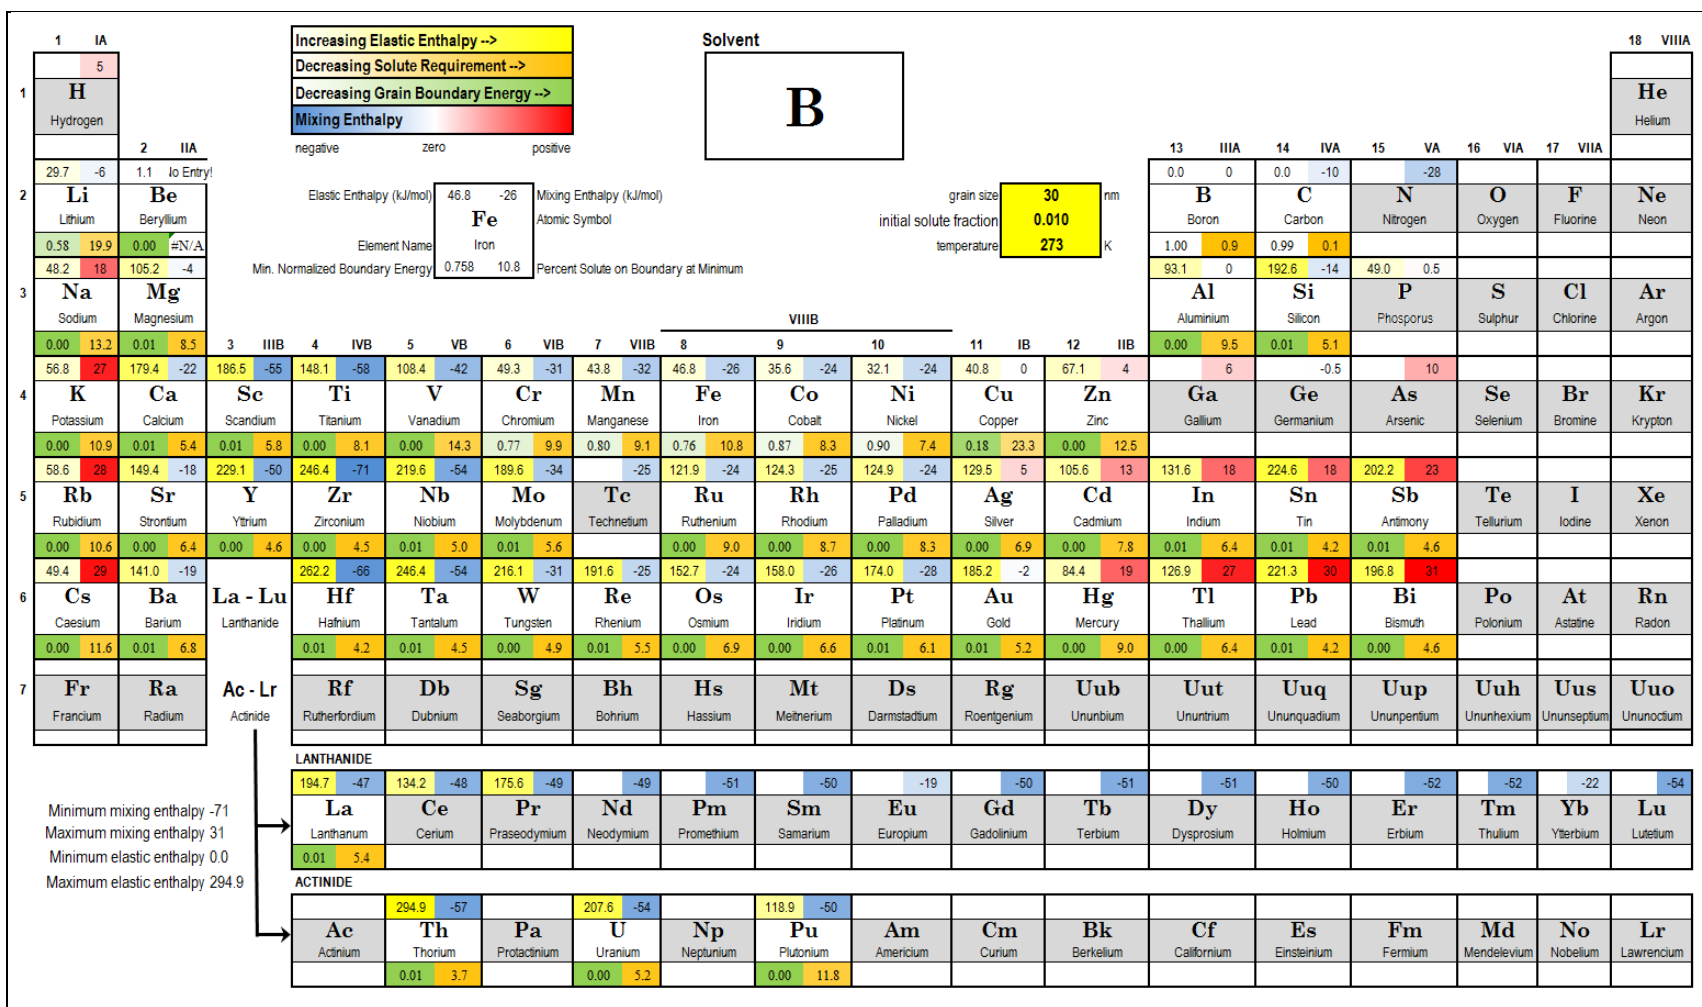 1 IA
Increasing Elastic Enthalpy -->
Solvent
18 VIIIA
5
Decreasing Solute Requirement -->
1 H Decreasing Grain Boundary Energy --> B He
Hydrogen Mixing Enthalpy Helium
2 IIA negative zero positive 13 IIIA 14 IVA 15 VA 16 VIA 17 VIIA
29.7 -6 1.1 lo Entry! 0.0 0 0.0 -10 -28
2 Li Be Elastic Enthalpy (kJ/mol) 46.8 -26 Mixing Enthalpy (kJ/mol) grain size 30 nm B C N O F Ne
Lithium Beryllium Fe Atomic Symbol initial solute fraction 0.010 Boron Carbon Nitrogen Oxygen Fluorine Neon
0.58 19.9 0.00 #N/A Element Name Iron temperature 273 K 1.00 0.9 0.99 0.1
48.2 18 105.2 -4 Min. Normalized Boundary Energy 0.758 10.8 Percent Solute on Boundary at Minimum 93.1 0 192.6 -14 49.0 0.5
3 Na Mg Al Si P S Cl Ar
Sodium Magnesium VIIIB Aluminium Silicon Phosporus Sulphur Chlorine Argon
0.00 13.2 0.01 8.5 3 IIIB 4 IVB 5 VB 6 VIB 7 VIIB 8 9 10 11 IB 12 IIB 0.00 9.5 0.01 5.1
56.8 27 179.4 -22 186.5 -55 148.1 -58 108.4 -42 49.3 -31 43.8 -32 46.8 -26 35.6 -24 32.1 -24 40.8 0 67.1 4 6 -0.5 10
4 K Ca Sc Ti V Cr Mn Fe Co Ni Cu Zn Ga Ge As Se Br Kr
Potassium Calcium Scandium Titanium Vanadium Chromium Manganese Iron Cobalt Nickel Copper Zinc Gallium Germanium Arsenic Selenium Bromine Krypton
0.00 10.9 0.01 5.4 0.01 5.8 0.00 8.1 0.00 14.3 0.77 9.9 0.80 9.1 0.76 10.8 0.87 8.3 0.90 7.4 0.18 23.3 0.00 12.5
58.6 28 149.4 -18 229.1 -50 246.4 -71 219.6 -54 189.6 -34 -25 121.9 -24 124.3 -25 124.9 -24 129.5 5 105.6 13 131.6 18 224.6 18 202.2 23
5 Rb Sr Y Zr Nb Mo Tc Ru Rh Pd Ag Cd In Sn Sb Te I Xe
Rubidium Strontium Yttrium Zirconium Niobium Molybdenum Technetium Ruthenium Rhodium Palladium Silver Cadmium Indium Tin Antimony Tellurium Iodine Xenon
0.00 10.6 0.00 6.4 0.00 4.6 0.00 4.5 0.01 5.0 0.01 5.6 0.00 9.0 0.00 8.7 0.00 8.3 0.00 6.9 0.00 7.8 0.01 6.4 0.01 4.2 0.01 4.6
49.4 29 141.0 -19 262.2 -66 246.4 -54 216.1 -31 191.6 -25 152.7 -24 158.0 -26 174.0 -28 185.2 -2 84.4 19 126.9 27 221.3 30 196.8 31
6 Cs Ba La - Lu Hf Ta W Re Os Ir Pt Au Hg Tl Pb Bi Po At Rn
Caesium Barium Lanthanide Hafnium Tantalum Tungsten Rhenium Osmium Iridium Platinum Gold Mercury Thallium Lead Bismuth Polonium Astatine Radon
0.00 11.6 0.01 6.8 0.01 4.2 0.01 4.5 0.00 4.9 0.01 5.5 0.00 6.9 0.00 6.6 0.01 6.1 0.01 5.2 0.00 9.0 0.00 6.4 0.01 4.2 0.00 4.6
7 Fr Ra Ac - Lr Rf Db Sg Bh Hs Mt Ds Rg Uub Uut Uuq Uup Uuh Uus Uuo
Francium Radium Actinide Rutherfordium Dubnium Seaborgium Bohrium Hassium Meitnerium Darmstadtium Roentgenium Ununbium Ununtrium Ununquadium Ununpentium Ununhexium Ununseptium Ununoctium
LANTHANIDE
194.7 -47 134.2 -48 175.6 -49 -49 -51 -50 -19 -50 -51 -51 -50 -52 -52 -22 -54
La Ce Pr Nd Pm Sm Eu Gd Tb Dy Ho Er Tm Yb Lu
Lanthanum Cerium Praseodymium Neodymium Promethium Samarium Europium Gadolinium Terbium Dysprosium Holmium Erbium Thulium Ytterbium Lutetium
0.01 5.4
Minimum mixing enthalpy -71
Maximum mixing enthalpy 31
Minimum elastic enthalpy 0.0
Maximum elastic enthalpy 294.9
ACTINIDE
294.9 -57 207.6 -54 118.9 -50
Ac Th Pa U Np Pu Am Cm Bk Cf Es Fm Md No Lr
Actinium Thorium Protactinium Uranium Neptunium Plutonium Americium Curium Berkelium Californium Einsteinium Fermium Mendelevium Nobelium Lawrencium
0.01 3.7 0.00 5.2 0.00 11.8